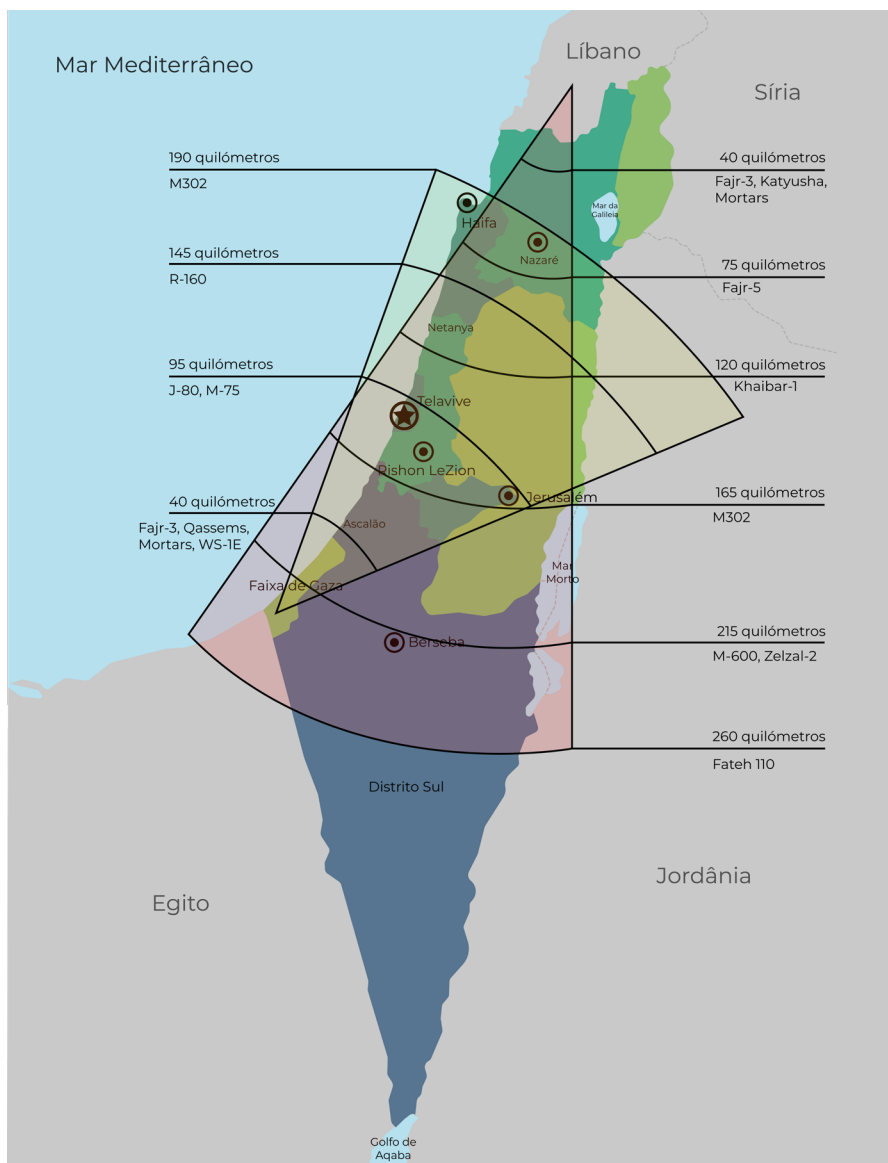 Líbano
Mar Mediterrâneo
Síria
190 quilómetros
M302
40 quilómetros
Fajr-3, Katyusha,
Mortars
Mar da
Galileia
Haifa
Nazaré
145 quilómetros
R-160
75 quilómetros
Fajr-5
Netanya
95 quilómetros
J-80, M-75
120 quilómetros
Khaibar-1
Telavive
Rishon LeZion
Jerusalém
40 quilómetros
Fajr-3, Qassems,
Mortars, WS-1E
Ascalão
165 quilómetros
M302
Mar
Morto
Faixa de Gaza
Berseba
215 quilómetros
M-600, Zelzal-2
260 quilómetros
Fateh 110
Distrito Sul
Jordânia
Egito
Golfo de
Aqaba